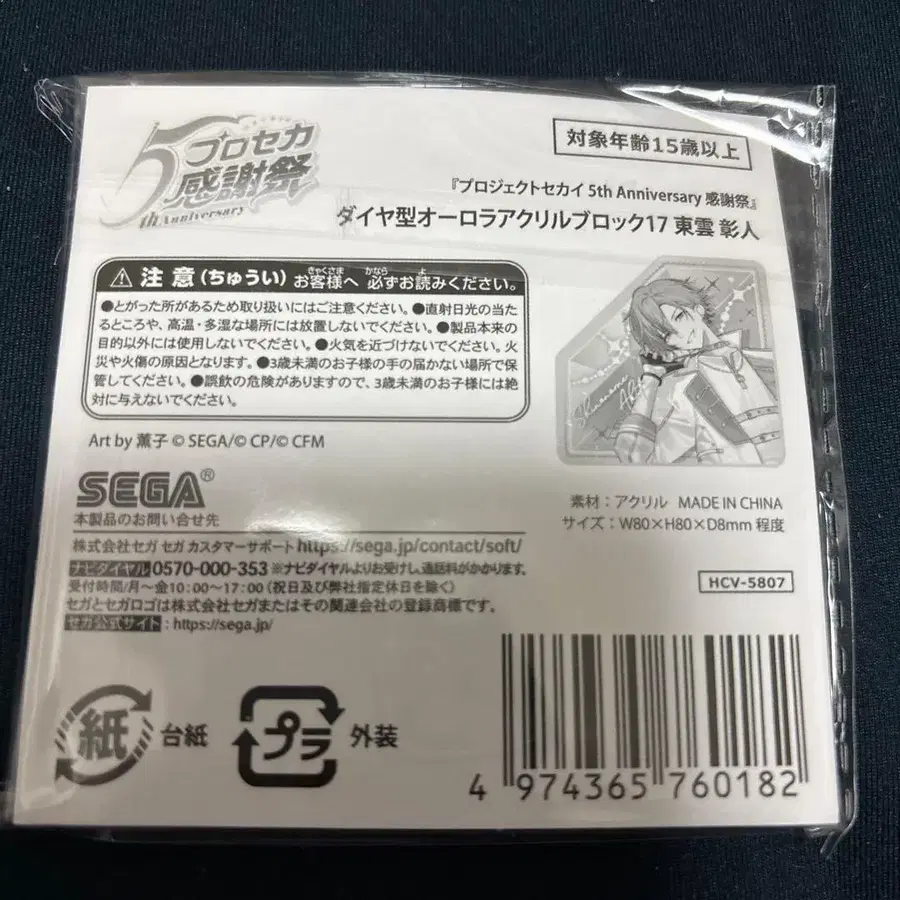 5th Anniversary
プロセカ
感謝祭
対象年齢15歳以上
『プロジェクトセカイ 5th Anniversary 感謝祭』
ダイヤ型オーロラアクリルブロック17 東雲 彰人
注意(ちゅうい) お客様へ 必ずお読みください。
きゃくさま かなら よ
●とがった所があるため取り扱いにはご注意ください。●直射日光の当た
るところや、高温・多湿な場所には放置しないでください。●製品本来の
目的以外には使用しないでください。●火気を近づけないでください。火
災や火傷の原因となります。●3歳未満のお子様の手の届かない場所で保
管してください。●誤飲の危険がありますので、3歳未満のお子様には絶
対に与えないでください。
Shinonome
Art by 薫子 © SEGA/© CP/© CFM
SEGA®
本製品のお問い合せ先
株式会社セガ セガ カスタマーサポート https://sega.jp/contact/soft/
ナビダイヤル 0570-000-353 ※ナビダイヤルよりお受けし、通話料がかかります。
受付時間/月～金10:00～17:00(祝日及び弊社指定休日を除く)
セガとセガロゴは株式会社セガまたはその関連会社の登録商標です。
セガ公式サイト : https://sega.jp/
素材：アクリル MADE IN CHINA
サイズ：W80×H80×D8mm 程度
HCV-5807
紙 台紙
プラ 外装
4 974365 760182